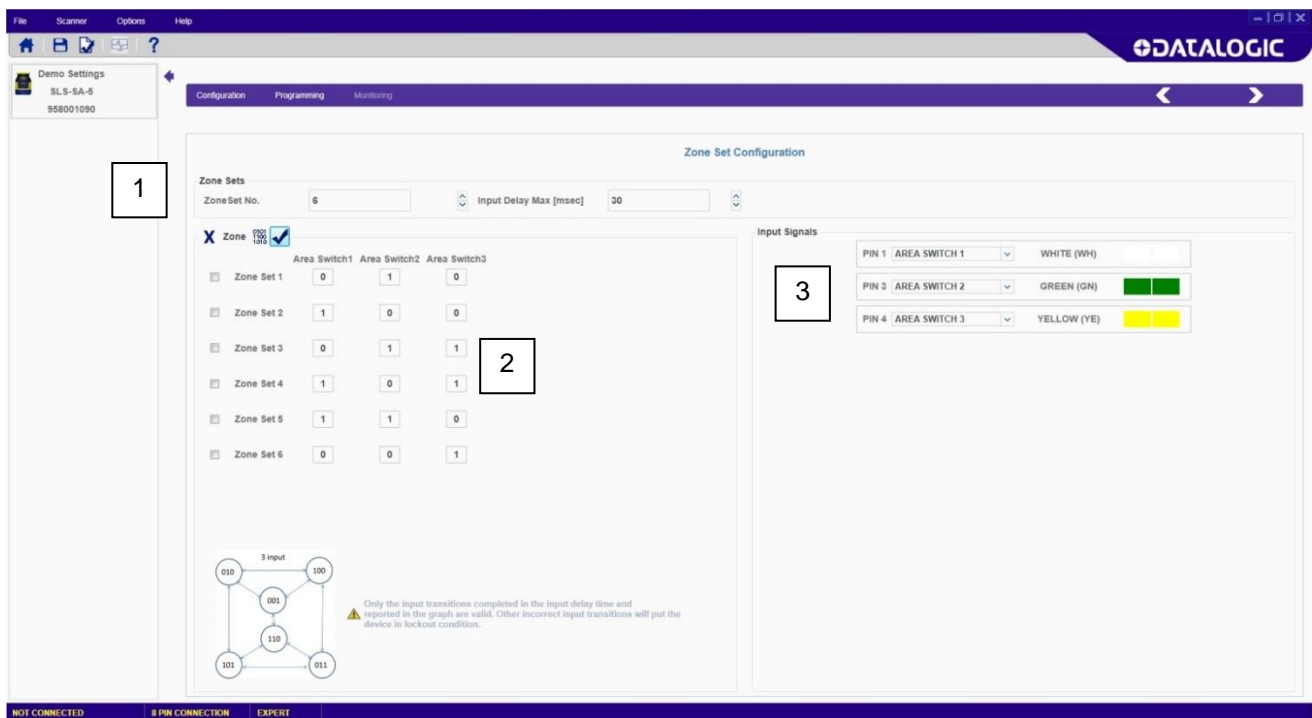 File Scanner Options Help
DATALOGIC
Demo Settings
SLS-SA-5
958001090
Configuration Programming Monitoring
Zone Set Configuration
1
Zone Sets
ZoneSet No. 6 Input Delay Max [msec] 30
X Zone 0101 1100 1010
Input Signals
Area Switch1 Area Switch2 Area Switch3
Zone Set 1 0 1 0
Zone Set 2 1 0 0
Zone Set 3 0 1 1
Zone Set 4 1 0 1
Zone Set 5 1 1 0
Zone Set 6 0 0 1
2
3
PIN 1 AREA SWITCH 1 WHITE (WH)
PIN 3 AREA SWITCH 2 GREEN (GN)
PIN 4 AREA SWITCH 3 YELLOW (YE)
3 input
010 100
001
110
101 011
Only the input transitions completed in the input delay time and
reported in the graph are valid. Other incorrect input transitions will put the
device in lockout condition.
NOT CONNECTED 8 PIN CONNECTION EXPERT